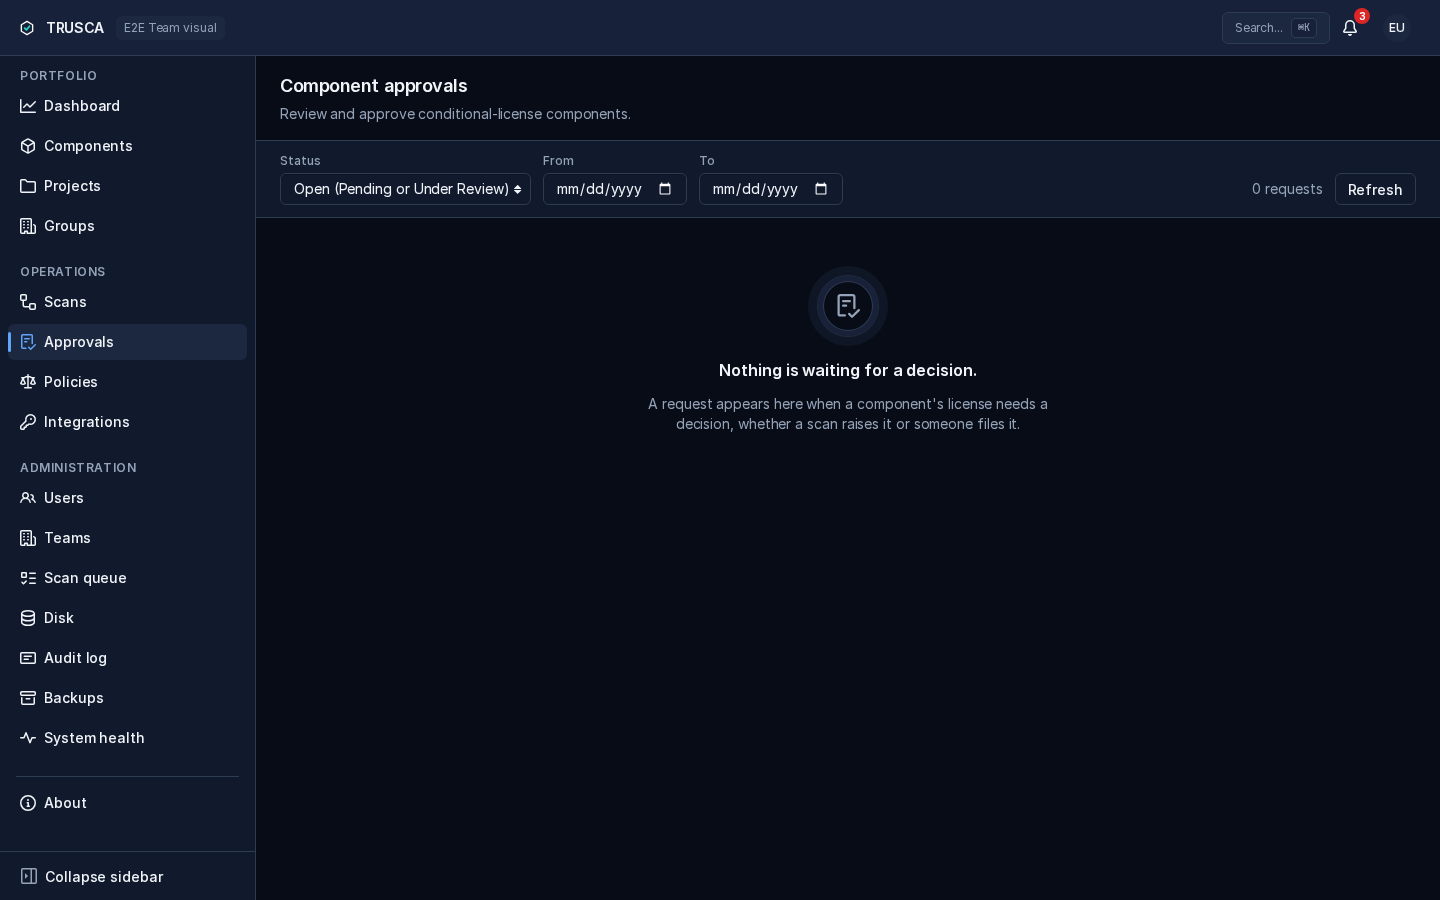 TRUSCA
E2E Team visual
Search...
⌘K
3
EU
PORTFOLIO
Dashboard
Components
Projects
Groups
OPERATIONS
Scans
Approvals
Policies
Integrations
ADMINISTRATION
Users
Teams
Scan queue
Disk
Audit log
Backups
System health
About
Collapse sidebar
Component approvals
Review and approve conditional-license components.
Status
From
To
Open (Pending or Under Review)
mm/dd/yyyy
mm/dd/yyyy
0 requests
Refresh
Nothing is waiting for a decision.
A request appears here when a component's license needs a
decision, whether a scan raises it or someone files it.